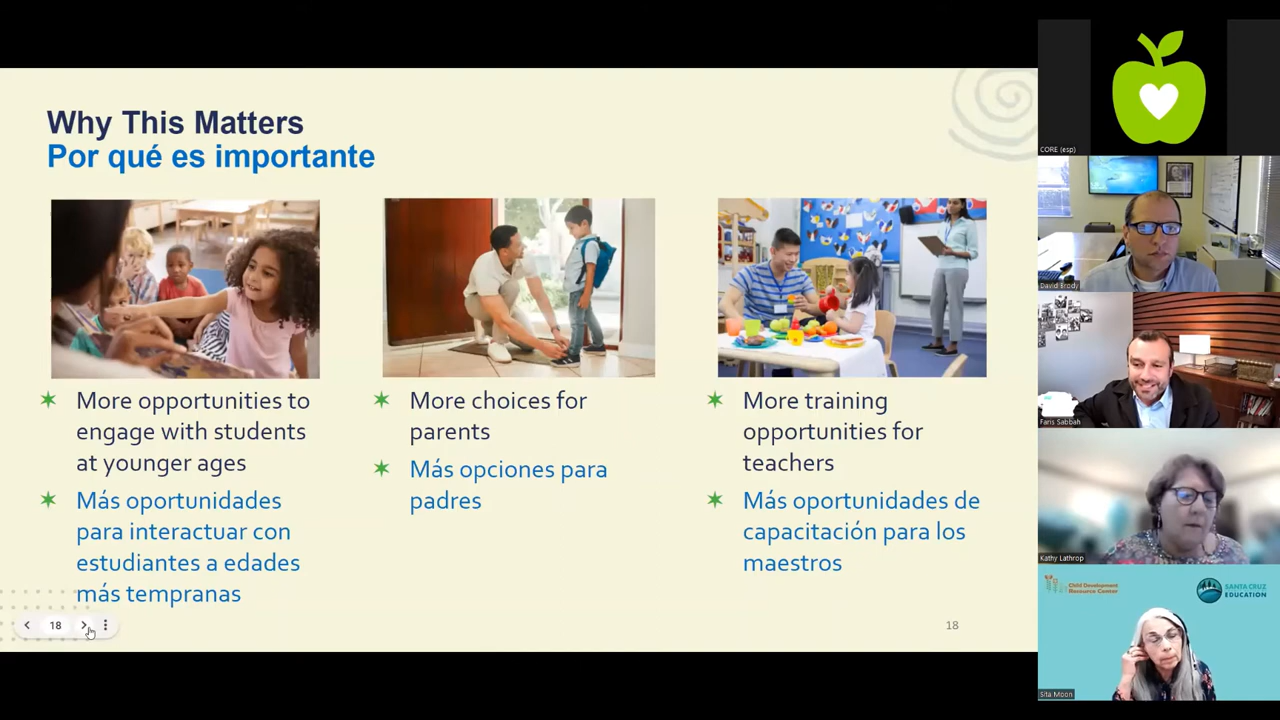 Why This Matters
Por qué es importante
More opportunities to
engage with students
at younger ages
Más oportunidades
para interactuar con
estudiantes a edades
más tempranas
More choices for
parents
Más opciones para
padres
More training
opportunities for
teachers
Más oportunidades de
capacitación para los
maestros
18
18
CORE (esp)
David Brody
Faris Sabbah
Kathy Lathrop
Child Development
Resource Center
SANTA CRUZ
EDUCATION
Sita Moon